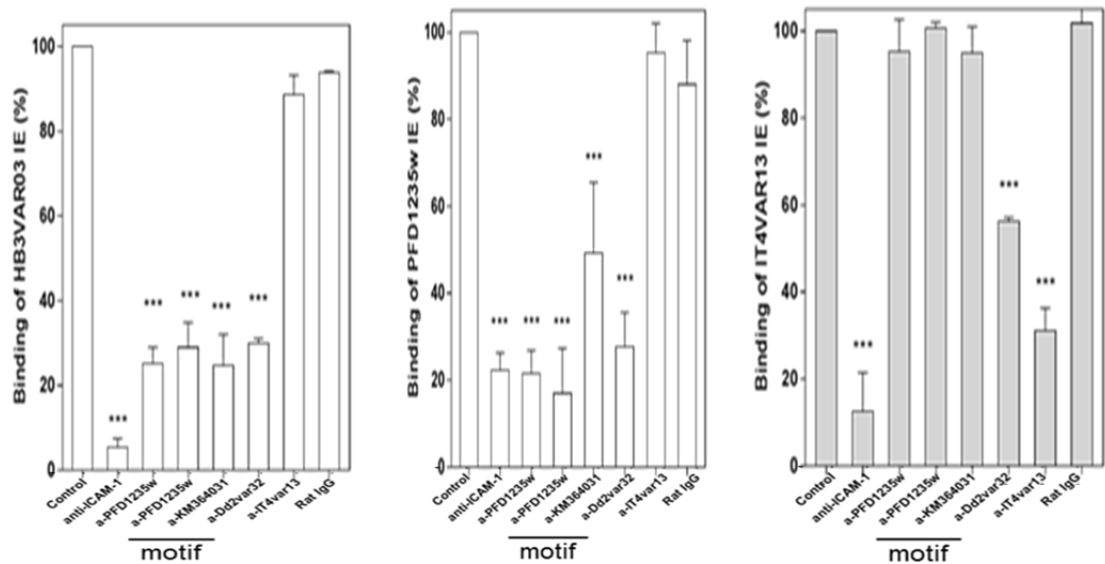 Binding of HB3VAR03 IE (%)
100
80
60
40
20
0
***
***
***
***
***
Control
anti-ICAM-1
a-PFD1235w
a-PFD1235w
a-KM364031
a-Dd2var32
a-IT4var13
Rat IgG
motif
Binding of PFD1235w IE (%)
100
80
60
40
20
-0
***
***
***
***
***
Control
anti-ICAM-1
a-PFD1235w
a-PFD1235w
a-KM364031
a-Dd2var32
a-IT4var13
Rat IgG
motif
Binding of IT4VAR13 IE (%)
100
80
60
40
20
0
***
***
***
Control
anti-ICAM-1
a-PFD1235w
a-PFD1235w
a-KM364031
a-Dd2var32
a-IT4var13
Rat IgG
motif